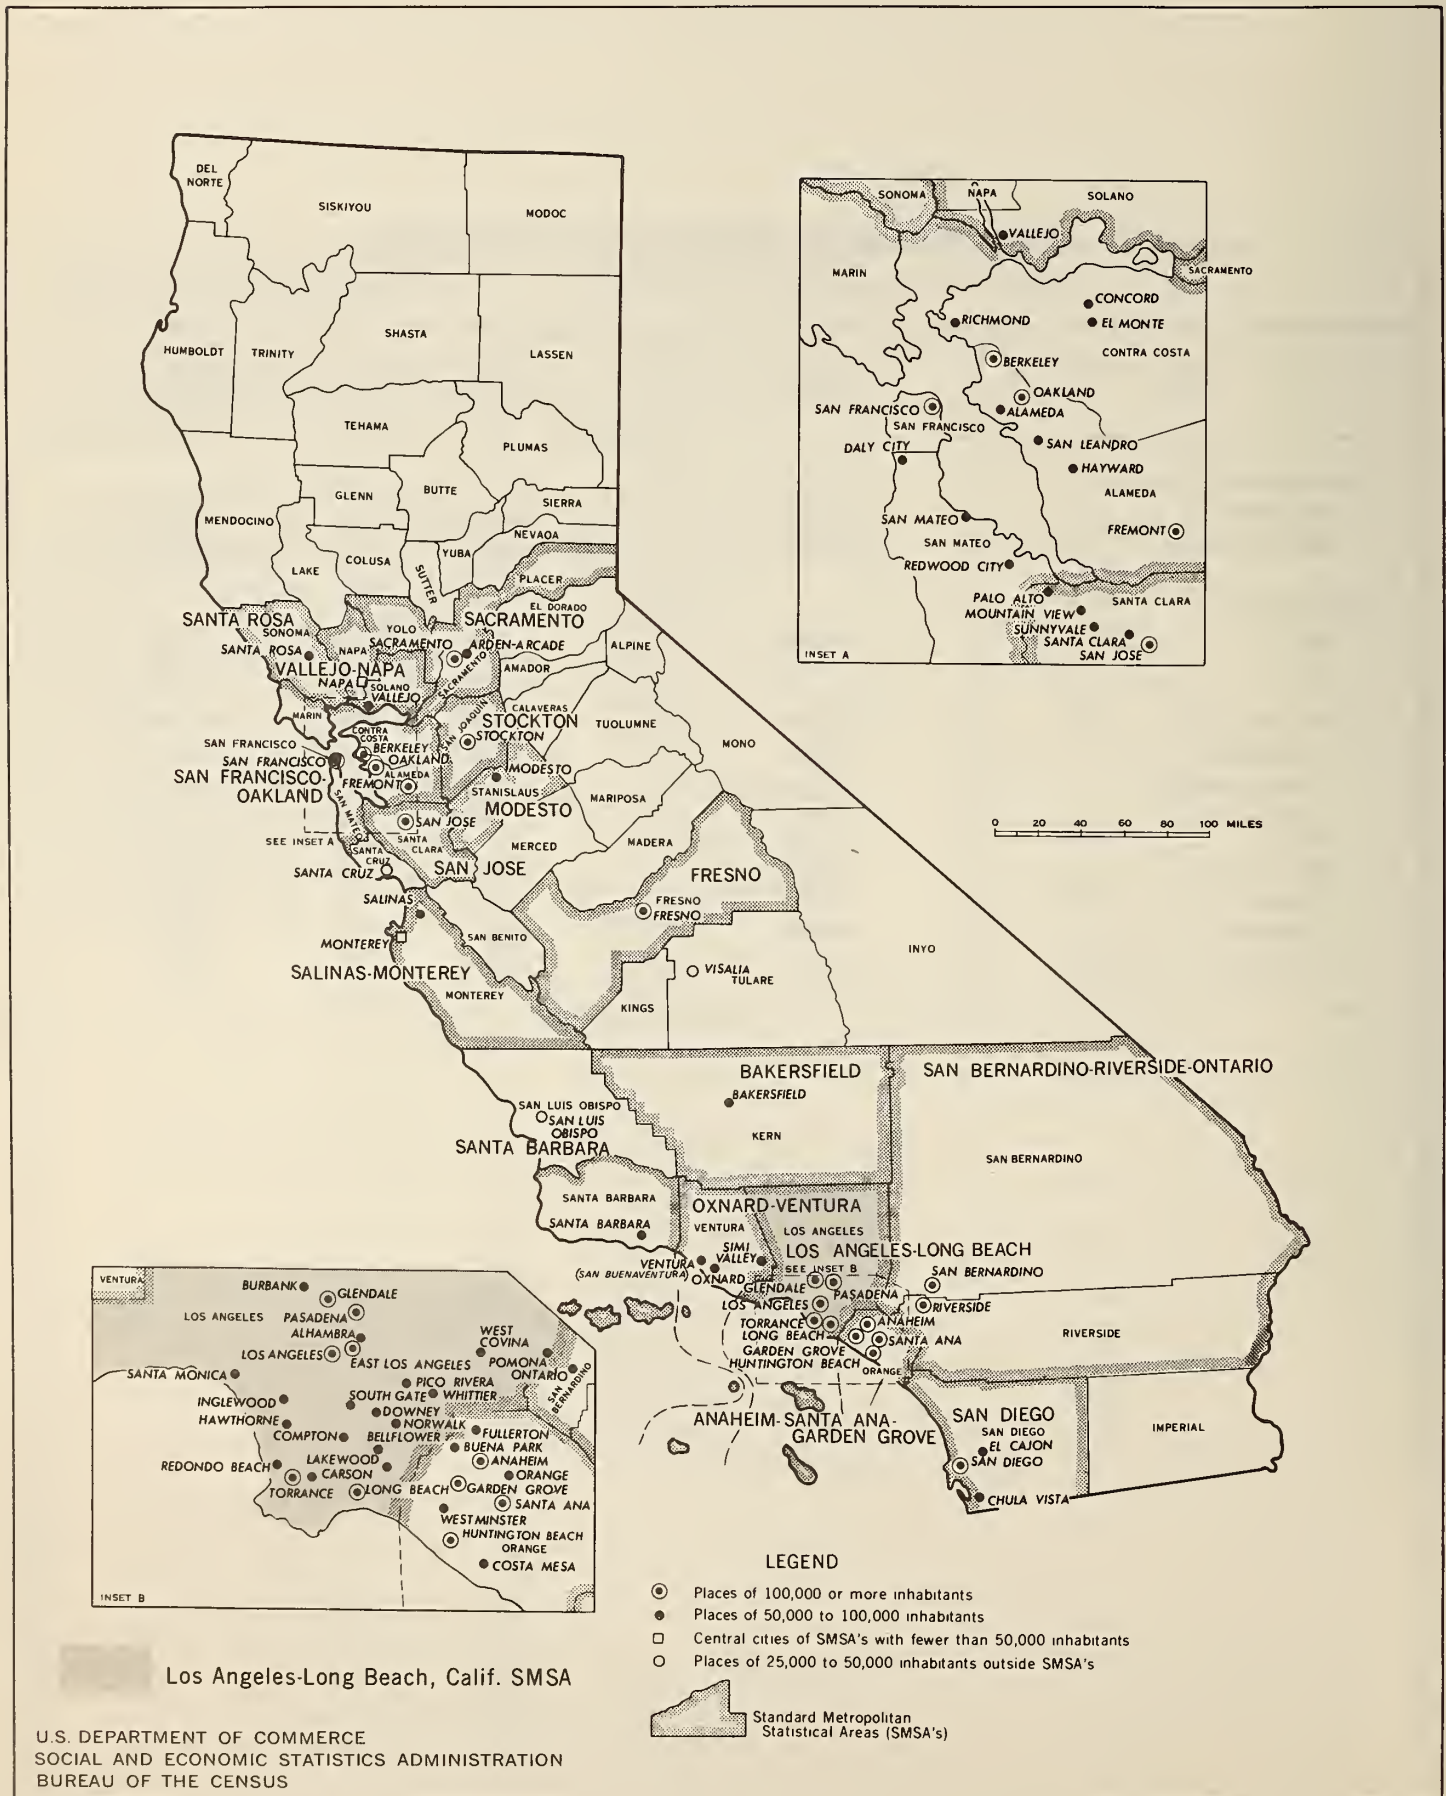 DEL
NORTE
SISKIYOU
MODOC
HUMBOLDT
TRINITY
SHASTA
LASSEN
TEHAMA
PLUMAS
GLENN
BUTTE
SIERRA
MENDOCINO
NEVAOA
COLUSA
YUBA
LAKE
SUTTER
PLACER
EL DORADO
SANTA ROSA
SACRAMENTO
SONOMA
YOLO
SACRAMENTO
ARDEN-ARCADE
SANTA ROSA
NAPA
ALPINE
VALLEJO-NAPA
AMADOR
NAPA
SOLANO
SACRAMENTO
VALLEJO
CALAVERAS
MARIN
SAN JOAQUIN
STOCKTON
STOCKTON
TUOLUMNE
CONTRA
COSTA
SAN FRANCISCO
BERKELEY
MONO
SAN FRANCISCO
OAKLAND
MODESTO
SAN FRANCISCO-
OAKLAND
ALAMEDA
FREMONT
STANISLAUS
MARIPOSA
SAN MATEO
MODESTO
SAN JOSE
SEE INSET A
SANTA
CLARA
MERCED
MADERA
SANTA
CRUZ
SANTA CRUZ
SAN JOSE
FRESNO
SALINAS
FRESNO
FRESNO
MONTEREY
SAN BENITO
INYO
SALINAS-MONTEREY
VISALIA
TULARE
MONTEREY
KINGS
BAKERSFIELD
SAN BERNARDINO-RIVERSIDE-ONTARIO
BAKERSFIELD
SAN LUIS OBISPO
SAN LUIS
OBISPO
KERN
SANTA BARBARA
SAN BERNARDINO
SANTA BARBARA
OXNARD-VENTURA
SANTA BARBARA
VENTURA
LOS ANGELES
SIMI
VALLEY
LOS ANGELES-LONG BEACH
VENTURA
(SAN BUENAVENTURA)
OXNARD
SEE INSET B
SAN BERNARDINO
GLENDALE
PASADENA
LOS ANGELES
RIVERSIDE
TORRANCE
ANAHEIM
LONG BEACH
SANTA ANA
RIVERSIDE
GARDEN GROVE
HUNTINGTON BEACH
ORANGE
ANAHEIM-SANTA ANA-
GARDEN GROVE
SAN DIEGO
SAN DIEGO
EL CAJON
SAN DIEGO
IMPERIAL
CHULA VISTA
SONOMA
NAPA
SOLANO
VALLEJO
MARIN
SACRAMENTO
CONCORD
RICHMOND
EL MONTE
CONTRA COSTA
BERKELEY
OAKLAND
SAN FRANCISCO
ALAMEDA
SAN FRANCISCO
DALY CITY
SAN LEANDRO
HAYWARD
ALAMEDA
SAN MATEO
FREMONT
SAN MATEO
REDWOOD CITY
PALO ALTO
SANTA CLARA
MOUNTAIN VIEW
SUNNYVALE
SANTA CLARA
SAN JOSE
INSET A
0 20 40 60 80 100 MILES
VENTURA
BURBANK
GLENDALE
LOS ANGELES
PASADENA
ALHAMBRA
WEST
COVINA
LOS ANGELES
EAST LOS ANGELES
POMONA
ONTARIO
SANTA MONICA
PICO RIVERA
SAN
BERNARDINO
INGLEWOOD
SOUTH GATE
WHITTIER
HAWTHORNE
DOWNEY
NORWALK
COMPTON
BELLFLOWER
FULLERTON
BUENA PARK
LAKEWOOD
ANAHEIM
REDONDO BEACH
CARSON
ORANGE
TORRANCE
LONG BEACH
GARDEN GROVE
SANTA ANA
WESTMINSTER
HUNTINGTON BEACH
ORANGE
COSTA MESA
INSET B
LEGEND
Places of 100,000 or more inhabitants
Places of 50,000 to 100,000 inhabitants
Central cities of SMSA's with fewer than 50,000 inhabitants
Places of 25,000 to 50,000 inhabitants outside SMSA's
Standard Metropolitan
Statistical Areas (SMSA's)
Los Angeles-Long Beach, Calif. SMSA
U.S. DEPARTMENT OF COMMERCE
SOCIAL AND ECONOMIC STATISTICS ADMINISTRATION
BUREAU OF THE CENSUS